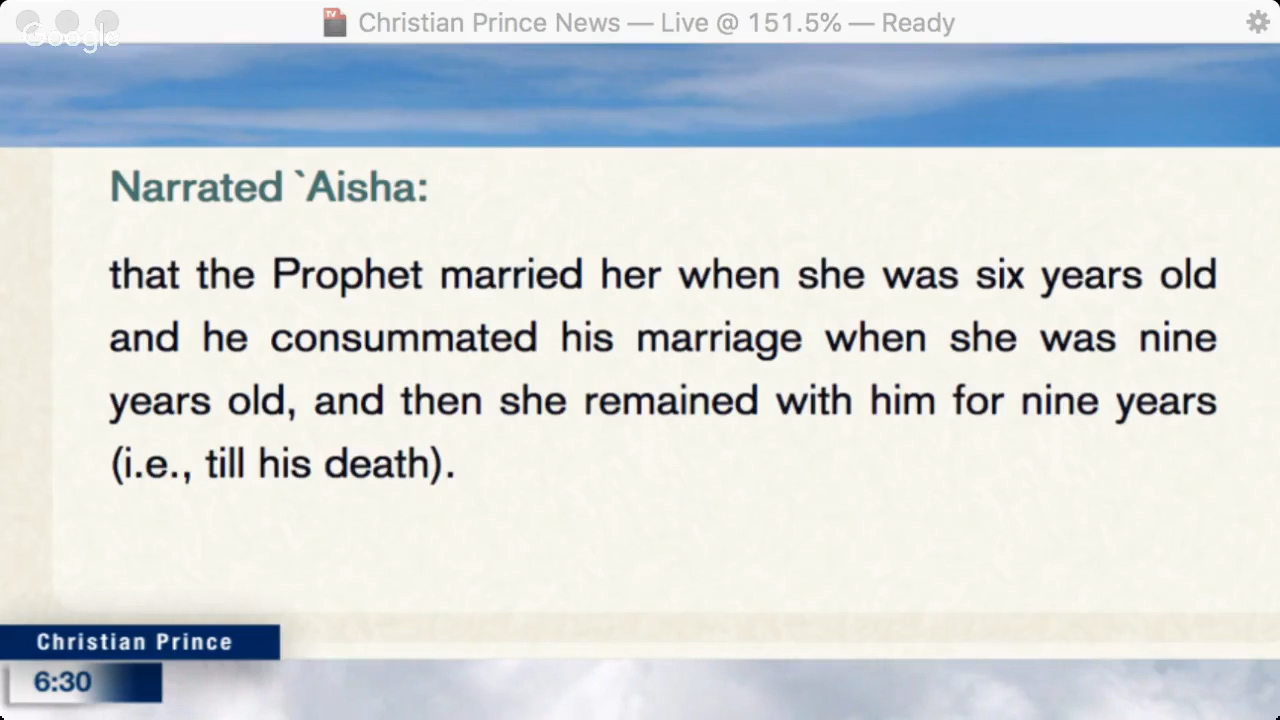 Christian Prince News — Live @ 151.5% — Ready
Google
Narrated `Aisha:
that the Prophet married her when she was six years old
and he consummated his marriage when she was nine
years old, and then she remained with him for nine years
(i.e., till his death).
Christian Prince
6:30